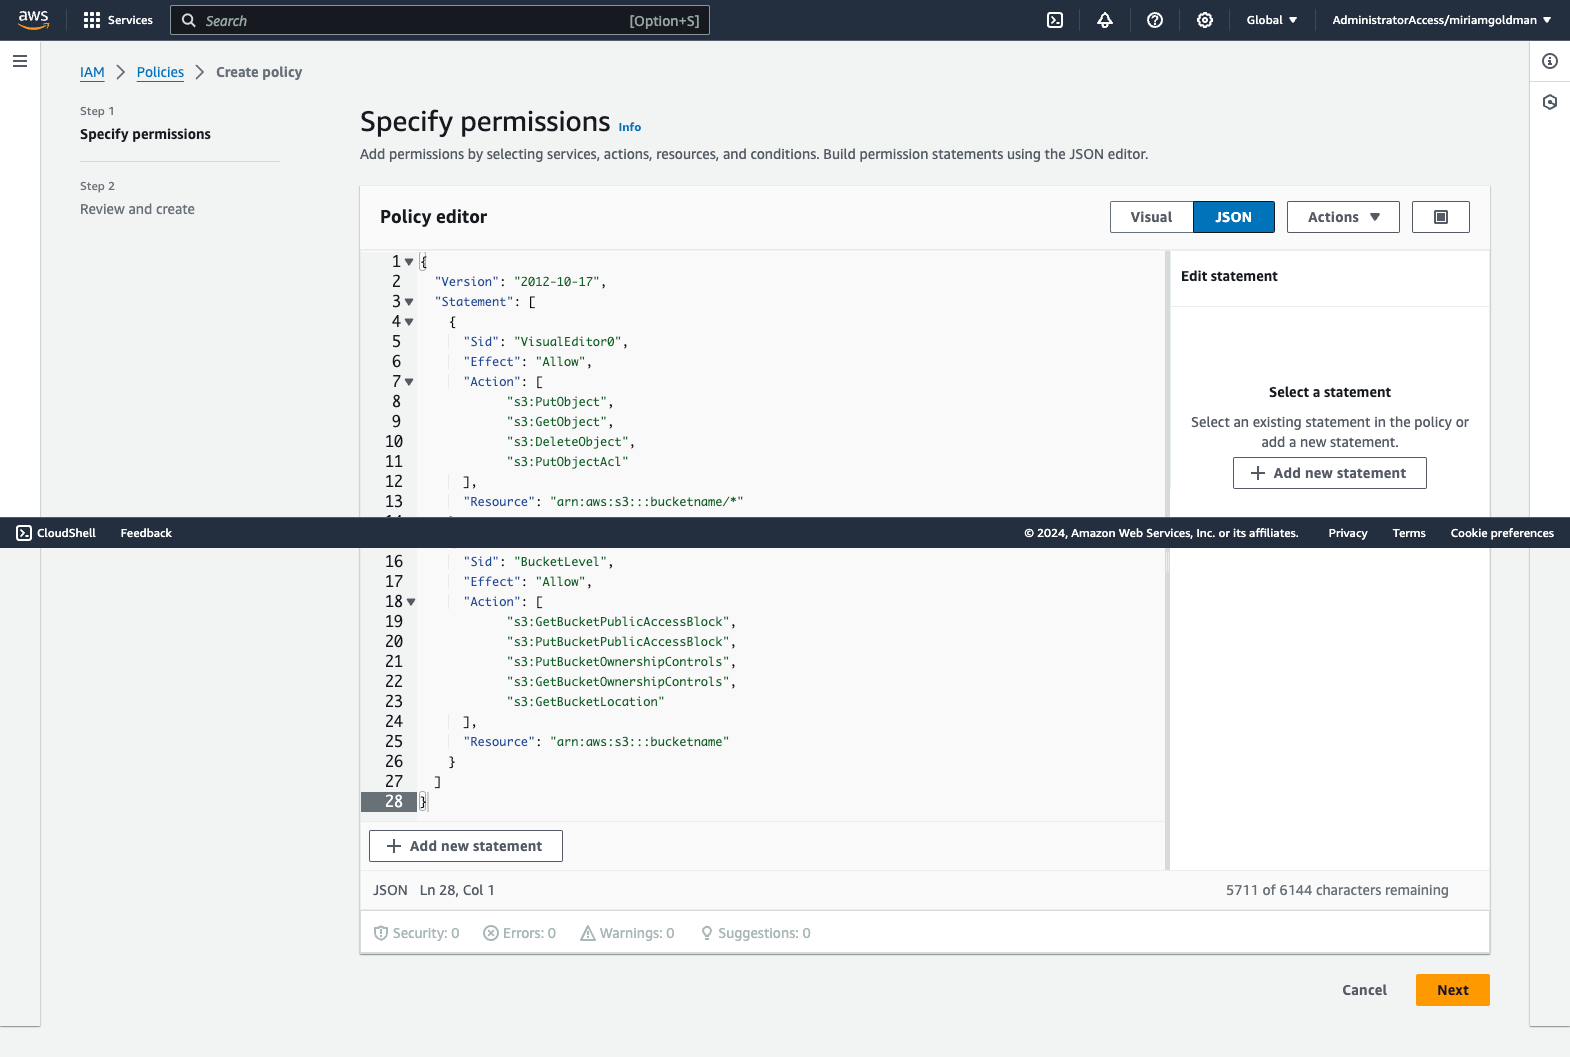 aws
Services
Search
[Option+S]
Global
AdministratorAccess/miriamgoldman
IAM
Policies
Create policy
Step 1
Specify permissions
Step 2
Review and create
Specify permissions Info
Add permissions by selecting services, actions, resources, and conditions. Build permission statements using the JSON editor.
Policy editor
Visual
JSON
Actions
1 {
2 "Version": "2012-10-17",
3 "Statement": [
4 {
5 "Sid": "VisualEditor0",
6 "Effect": "Allow",
7 "Action": [
8 "s3:PutObject",
9 "s3:GetObject",
10 "s3:DeleteObject",
11 "s3:PutObjectAcl"
12 ],
13 "Resource": "arn:aws:s3:::bucketname/*"
Edit statement
Select a statement
Select an existing statement in the policy or
add a new statement.
Add new statement
CloudShell
Feedback
© 2024, Amazon Web Services, Inc. or its affiliates.
Privacy
Terms
Cookie preferences
16 "Sid": "BucketLevel",
17 "Effect": "Allow",
18 "Action": [
19 "s3:GetBucketPublicAccessBlock",
20 "s3:PutBucketPublicAccessBlock",
21 "s3:PutBucketOwnershipControls",
22 "s3:GetBucketOwnershipControls",
23 "s3:GetBucketLocation"
24 ],
25 "Resource": "arn:aws:s3:::bucketname"
26 }
27 ]
28 }
Add new statement
JSON Ln 28, Col 1
5711 of 6144 characters remaining
Security: 0
Errors: 0
Warnings: 0
Suggestions: 0
Cancel
Next